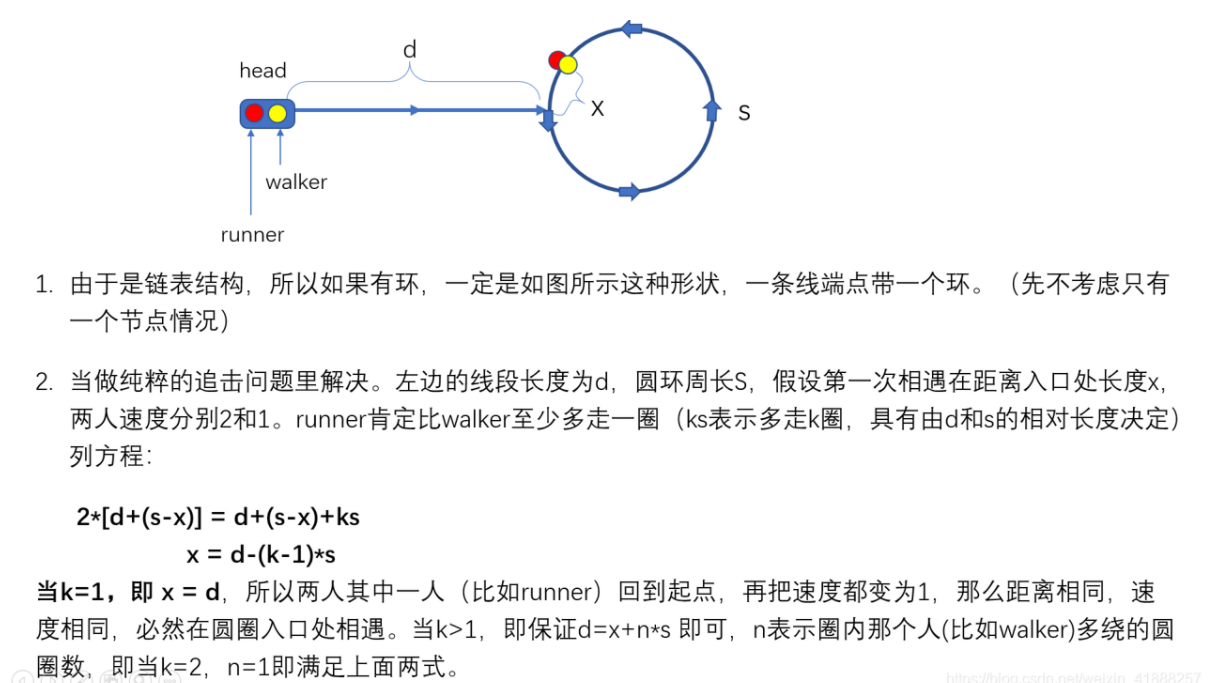 d
head
X
S
walker
runner
1. 由于是链表结构，所以如果有环，一定是如图所示这种形状，一条线端点带一个环。（先不考虑只有
一个节点情况）
2. 当做纯粹的追击问题里解决。左边的线段长度为d，圆环周长S，假设第一次相遇在距离入口处长度x，
两人速度分别2和1。runner肯定比walker至少多走一圈（ks表示多走k圈，具有由d和s的相对长度决定）
列方程：
2*[d+(s-x)] = d+(s-x)+ks
x = d-(k-1)*s
当k=1，即 x = d，所以两人其中一人（比如runner）回到起点，再把速度都变为1，那么距离相同，速
度相同，必然在圆圈入口处相遇。当k>1，即保证d=x+n*s 即可，n表示圈内那个人(比如walker)多绕的圆
圈数，即当k=2，n=1即满足上面两式。
https://blog.csdn.net/weixin_41888257